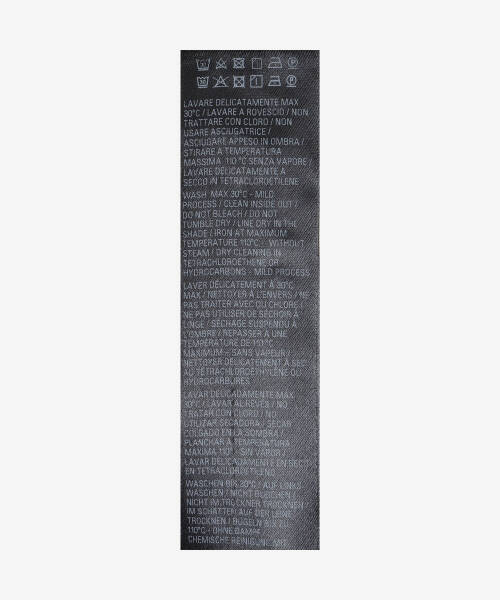 LAVARE DELICATAMENTE MAX
30°C / LAVARE A ROVESCIO / NON
TRATTARE CON CLORO / NON
USARE ASCIUGATRICE /
ASCIUGARE APPESO IN OMBRA /
STIRARE A TEMPERATURA
MASSIMA 110°C SENZA VAPORE /
LAVARE DELICATAMENTE A
SECCO IN TETRACLOROETILENE
WASH MAX 30°C - MILD
PROCESS / CLEAN INSIDE OUT /
DO NOT BLEACH / DO NOT
TUMBLE DRY / LINE DRY IN THE
SHADE / IRON AT MAXIMUM
TEMPERATURE 110°C - WITHOUT
STEAM / DRY CLEANING IN
TETRACHLOROETHENE OR
HYDROCARBONS - MILD PROCESS
LAVER DÉLICATEMENT À 30°C
MAX / NETTOYER À L'ENVERS / NE
PAS TRAITER AVEC DU CHLORE /
NE PAS UTILISER DE SÉCHOIR À
LINGE / SÉCHAGE SUSPENDU À
L'OMBRE / REPASSER À UNE
TEMPÉRATURE DE 110°C
MAXIMUM - SANS VAPEUR /
NETTOYER DÉLICATEMENT À SEC
AU TÉTRACHLOROÉTHYLÈNE OU
HYDROCARBURES
LAVAR DELICADAMENTE MAX
30°C / LAVAR AL REVÉS / NO
TRATAR CON CLORO / NO
UTILIZAR SECADORA / SECAR
COLGADO EN LA SOMBRA /
PLANCHAR A TEMPERATURA
MÁXIMA 110° - SIN VAPOR /
LAVAR DELICADAMENTE EN SECO
EN TETRACLOROETILENO
WASCHEN BIS 30°C / AUF LINKS
WASCHEN / NICHT BLEICHEN /
NICHT IM TROCKNER TROCKNEN /
IM SCHATTEN AUF DER LEINE
TROCKNEN / BÜGELN BIS ZU
110°C - OHNE DAMPF
CHEMISCHE REINIGUNG MIT